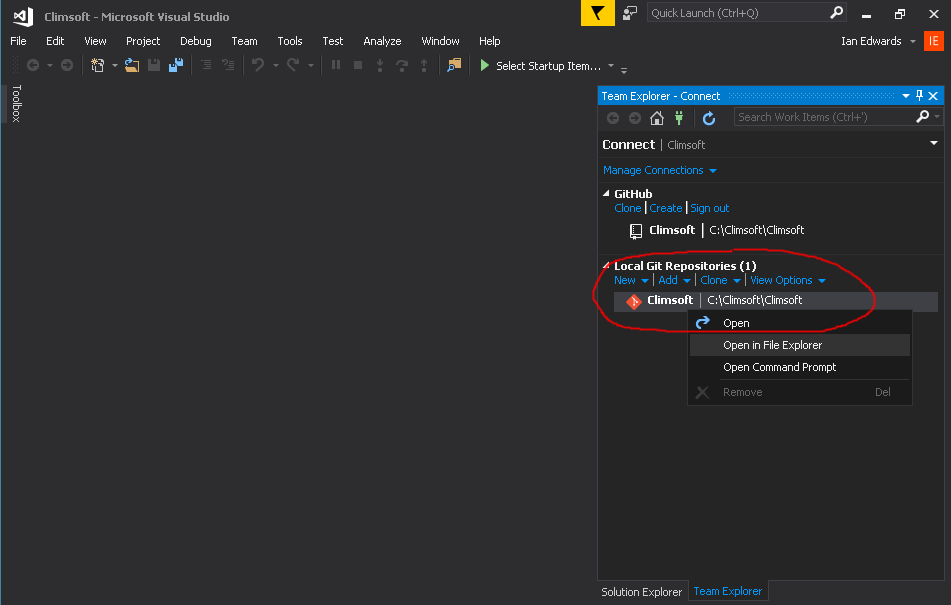 Climsoft - Microsoft Visual Studio
Quick Launch (Ctrl+Q)
File Edit View Project Debug Team Tools Test Analyze Window Help
Ian Edwards IE
Select Startup Item...
Toolbox
Team Explorer - Connect
Search Work Items (Ctrl+')
Connect | Climsoft
Manage Connections
GitHub
Clone | Create | Sign out
Climsoft | C:\Climsoft\Climsoft
Local Git Repositories (1)
New | Add | Clone | View Options
Climsoft | C:\Climsoft\Climsoft
Open
Open in File Explorer
Open Command Prompt
Remove Del
Solution Explorer Team Explorer